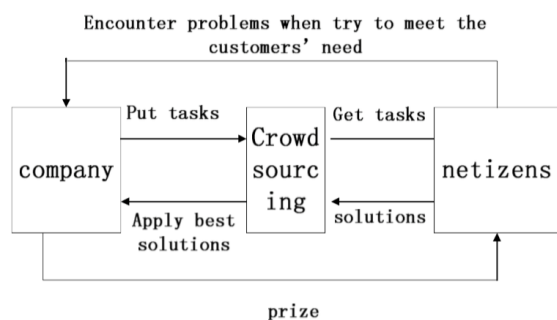 Encounter problems when try to meet the
customers' need
Put tasks
Get tasks
company
Crowd
sourc
ing
netizens
Apply best
solutions
solutions
prize